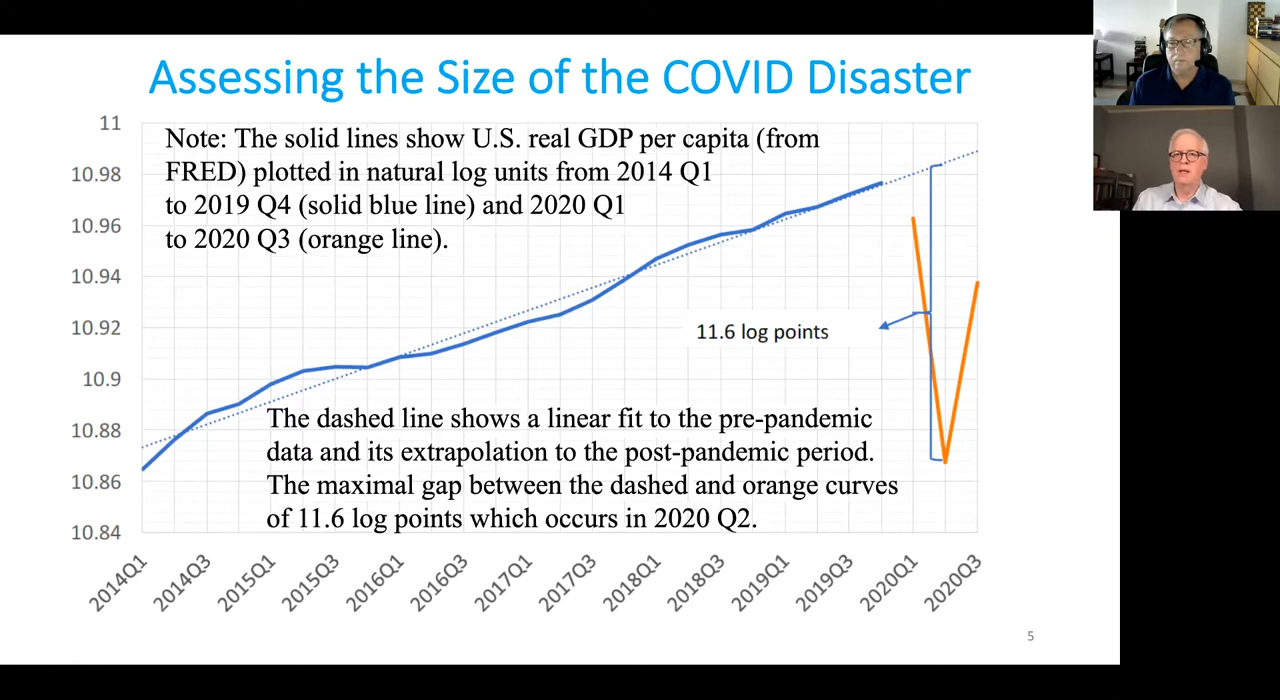 Assessing the Size of the COVID Disaster
Note: The solid lines show U.S. real GDP per capita (from
FRED) plotted in natural log units from 2014 Q1
to 2019 Q4 (solid blue line) and 2020 Q1
to 2020 Q3 (orange line).
11
10.98
10.96
10.94
10.92
10.9
10.88
10.86
10.84
11.6 log points
The dashed line shows a linear fit to the pre-pandemic
data and its extrapolation to the post-pandemic period.
The maximal gap between the dashed and orange curves
of 11.6 log points which occurs in 2020 Q2.
2014Q1
2014Q3
2015Q1
2015Q3
2016Q1
2016Q3
2017Q1
2017Q3
2018Q1
2018Q3
2019Q1
2019Q3
2020Q1
2020Q3
5